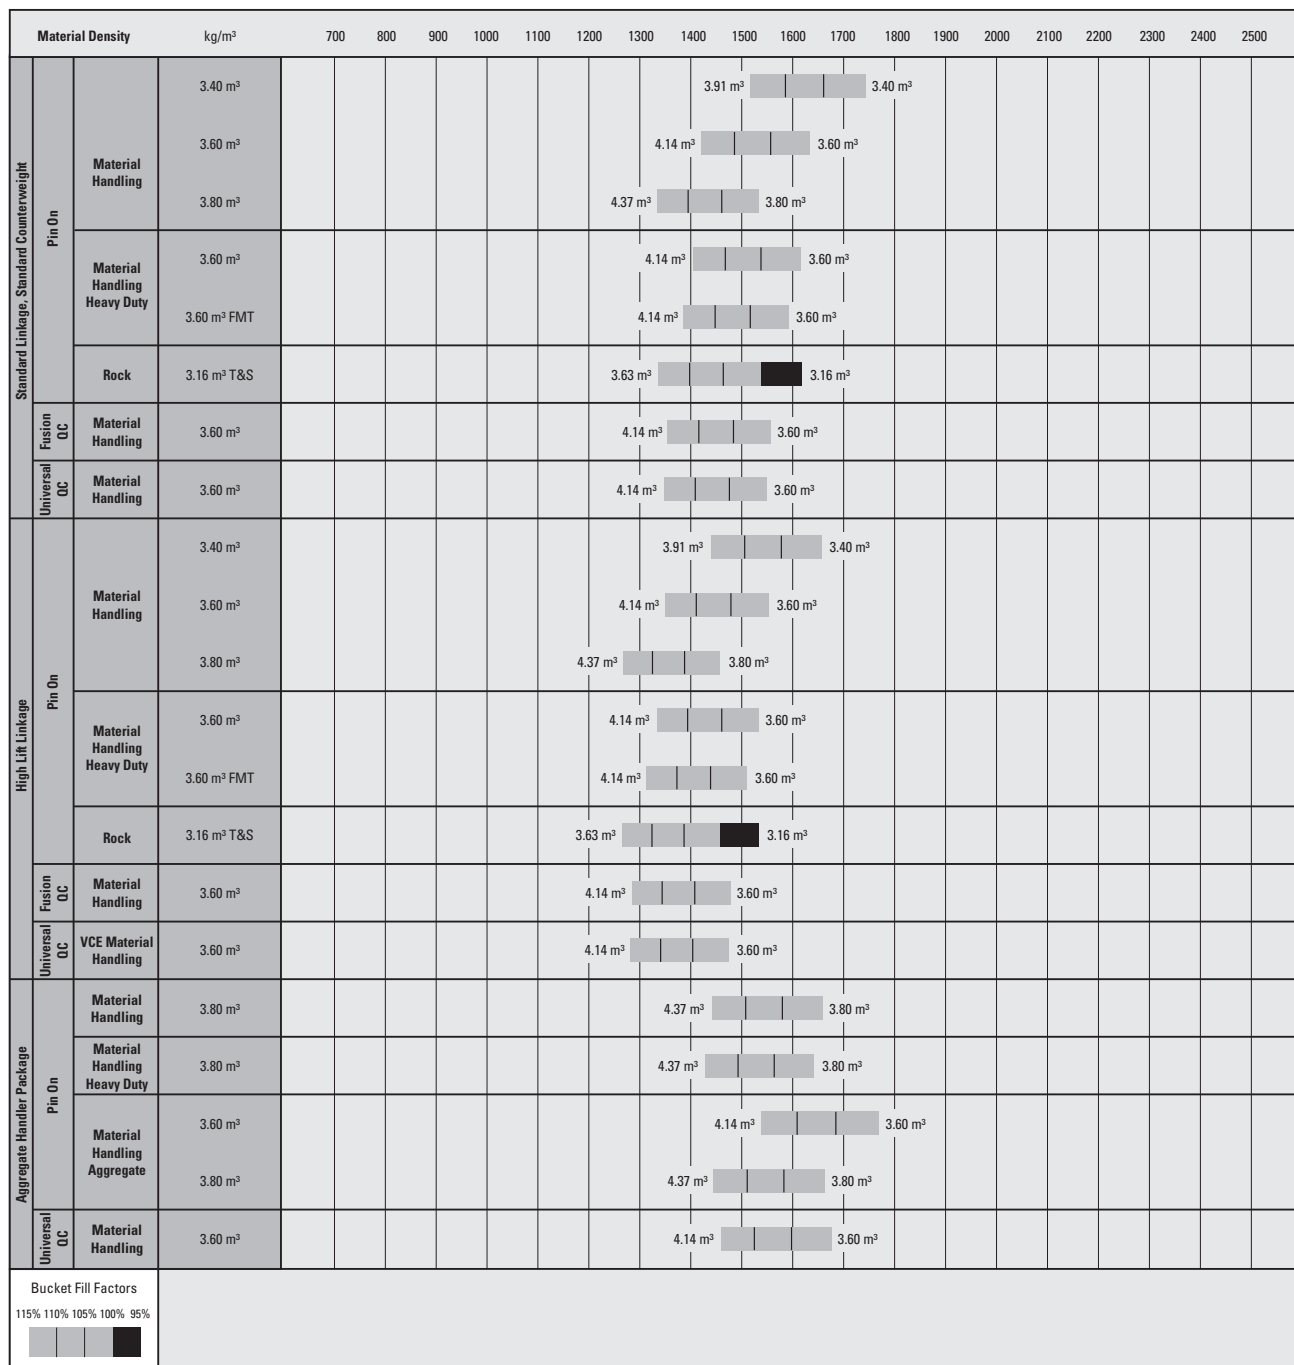 Material Density kg/m³ 700 800 900 1000 1100 1200 1300 1400 1500 1600 1700 1800 1900 2000 2100 2200 2300 2400 2500
Standard Linkage, Standard Counterweight
Pin On
Material
Handling
3.40 m³ 3.91 m³ 3.40 m³
3.60 m³ 4.14 m³ 3.60 m³
3.80 m³ 4.37 m³ 3.80 m³
Material
Handling
Heavy Duty
3.60 m³ 4.14 m³ 3.60 m³
3.60 m³ FMT 4.14 m³ 3.60 m³
Rock 3.16 m³ T&S 3.63 m³ 3.16 m³
Fusion
QC
Material
Handling
3.60 m³ 4.14 m³ 3.60 m³
Universal
QC
Material
Handling
3.60 m³ 4.14 m³ 3.60 m³
High Lift Linkage
Pin On
Material
Handling
3.40 m³ 3.91 m³ 3.40 m³
3.60 m³ 4.14 m³ 3.60 m³
3.80 m³ 4.37 m³ 3.80 m³
Material
Handling
Heavy Duty
3.60 m³ 4.14 m³ 3.60 m³
3.60 m³ FMT 4.14 m³ 3.60 m³
Rock 3.16 m³ T&S 3.63 m³ 3.16 m³
Fusion
QC
Material
Handling
3.60 m³ 4.14 m³ 3.60 m³
Universal
QC
VCE Material
Handling
3.60 m³ 4.14 m³ 3.60 m³
Aggregate Handler Package
Pin On
Material
Handling
3.80 m³ 4.37 m³ 3.80 m³
Material
Handling
Heavy Duty
3.80 m³ 4.37 m³ 3.80 m³
Material
Handling
Aggregate
3.60 m³ 4.14 m³ 3.60 m³
3.80 m³ 4.37 m³ 3.80 m³
Universal
QC
Material
Handling
3.60 m³ 4.14 m³ 3.60 m³
Bucket Fill Factors
115% 110% 105% 100% 95%